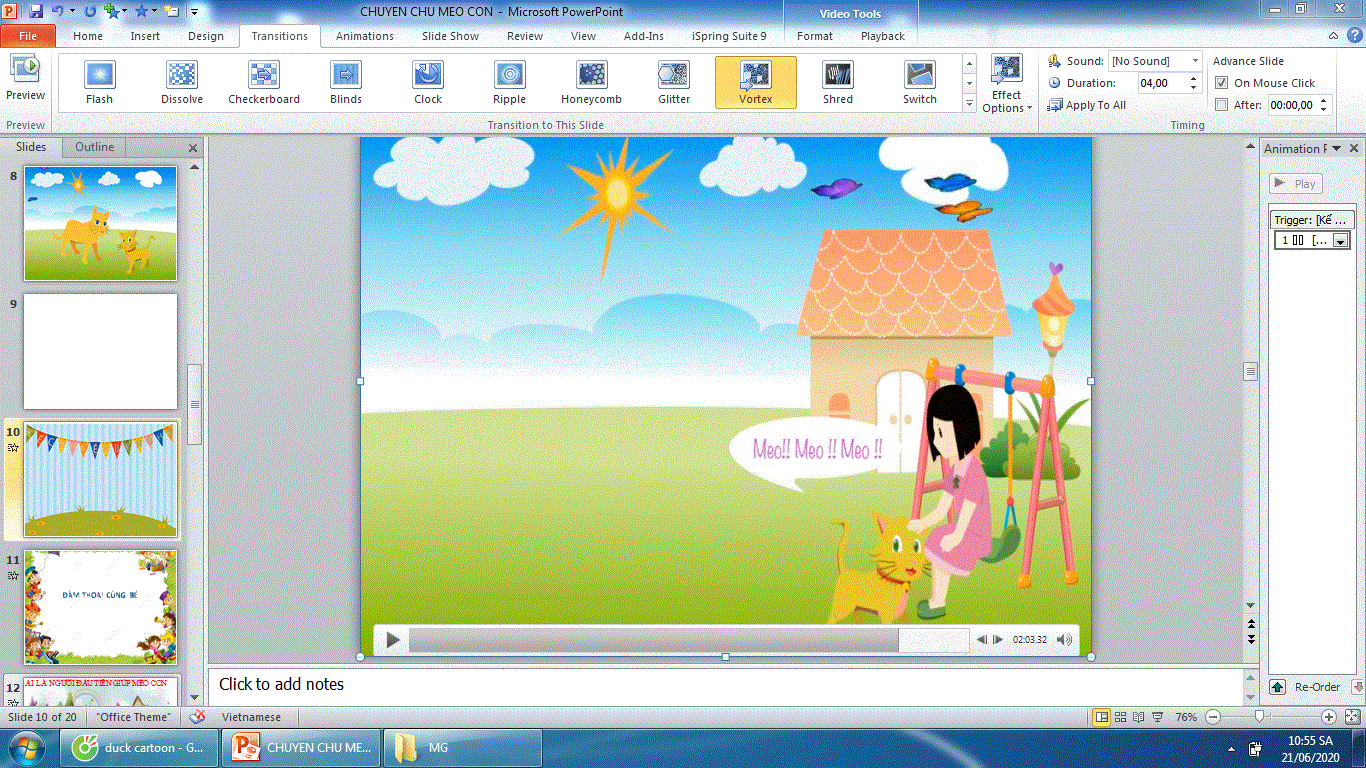 CHUYEN CHU MEO CON - Microsoft PowerPoint
Video Tools
File Home Insert Design Transitions Animations Slide Show Review View Add-Ins iSpring Suite 9 Format Playback
Preview
Flash Dissolve Checkerboard Blinds Clock Ripple Honeycomb Glitter Vortex Shred Switch
Effect
Options
Sound: [No Sound]
Duration: 04,00
Apply To All
Advance Slide
On Mouse Click
After: 00:00,00
Preview Transition to This Slide Timing
Slides Outline
Animation P
Play
Trigger: [Kế ...
1 [...
8
9
10
11
ĐÀM THOẠI CÙNG BÉ
12
AI LÀ NGƯỜI ĐẦU TIÊN GIÚP MÈO CON
Meo!! Meo !! Meo !!
02:03,32
Click to add notes
Re-Order
Slide 10 of 20 "Office Theme" Vietnamese 76%
duck cartoon - G... CHUYEN CHU ME... MG
10:55 SA
21/06/2020